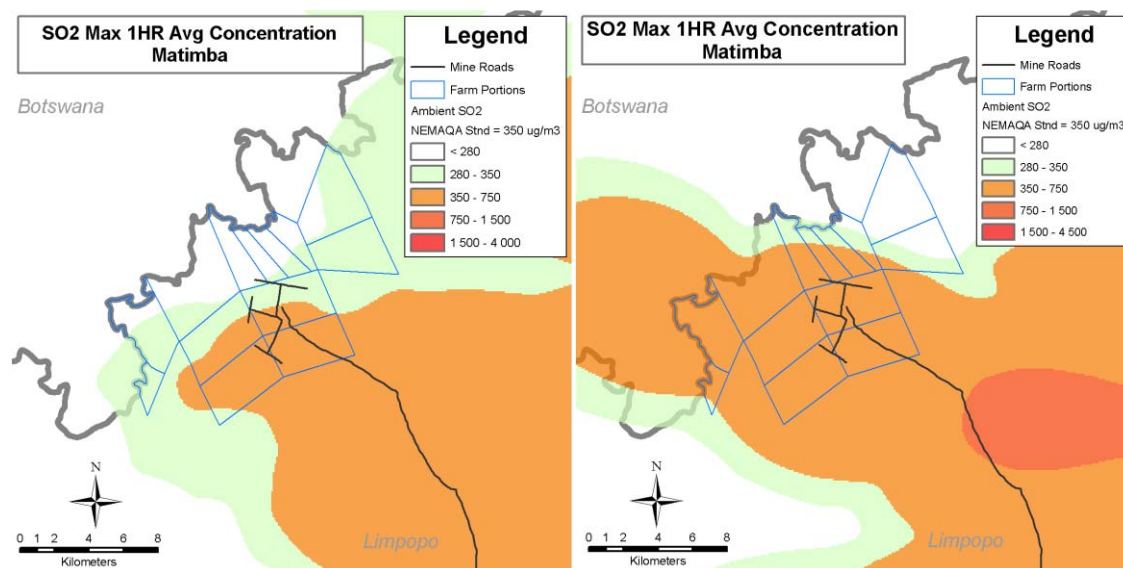 SO2 Max 1HR Avg Concentration
Matimba
Legend
Mine Roads
Farm Portions
Ambient SO2
NEMAQA Stnd = 350 ug/m3
< 280
280 - 350
350 - 750
750 - 1 500
1 500 - 4 000
Botswana
N
0 1 2 4 6 8
Kilometers
Limpopo
SO2 Max 1HR Avg Concentration
Matimba
Legend
Mine Roads
Farm Portions
Ambient SO2
NEMAQA Stnd = 350 ug/m3
< 280
280 - 350
350 - 750
750 - 1 500
1 500 - 4 500
Botswana
N
0 1 2 4 6 8
Kilometers
Limpopo